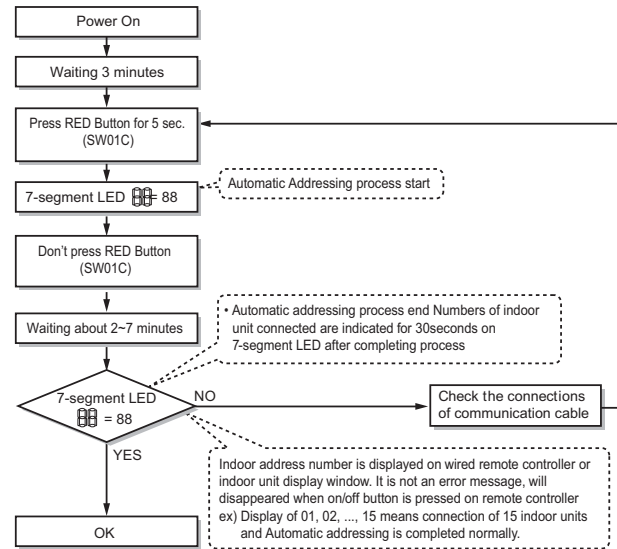 Power On
Waiting 3 minutes
Press RED Button for 5 sec.
(SW01C)
7-segment LED 88 = 88
Automatic Addressing process start
Don't press RED Button
(SW01C)
Waiting about 2~7 minutes
• Automatic addressing process end Numbers of indoor
unit connected are indicated for 30seconds on
7-segment LED after completing process
7-segment LED
88 = 88
NO
Check the connections
of communication cable
YES
Indoor address number is displayed on wired remote controller or
indoor unit display window. It is not an error message, will
disappeared when on/off button is pressed on remote controller
ex) Display of 01, 02, ..., 15 means connection of 15 indoor units
and Automatic addressing is completed normally.
OK